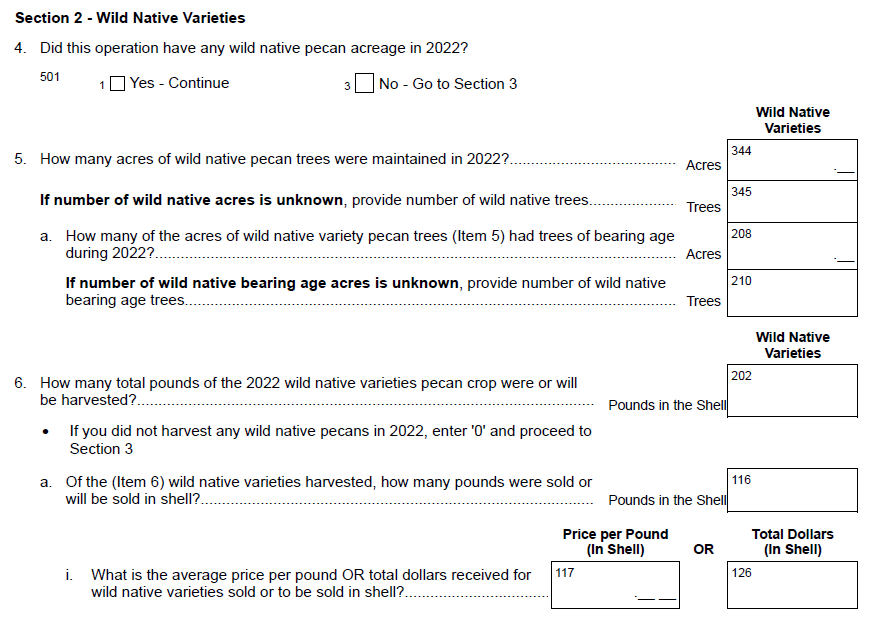 Section 2 - Wild Native Varieties
4. Did this operation have any wild native pecan acreage in 2022?
501 1 Yes - Continue 3 No - Go to Section 3
Wild Native
Varieties
5. How many acres of wild native pecan trees were maintained in 2022?...................................... Acres 344 .__
If number of wild native acres is unknown, provide number of wild native trees.................... Trees 345
a. How many of the acres of wild native variety pecan trees (Item 5) had trees of bearing age
during 2022?............................................................................................................................ Acres 208 .__
If number of wild native bearing age acres is unknown, provide number of wild native
bearing age trees..................................................................................................................... Trees 210
Wild Native
Varieties
6. How many total pounds of the 2022 wild native varieties pecan crop were or will
be harvested?............................................................................................................ Pounds in the Shell 202
• If you did not harvest any wild native pecans in 2022, enter '0' and proceed to
Section 3
a. Of the (Item 6) wild native varieties harvested, how many pounds were sold or
will be sold in shell?............................................................................................. Pounds in the Shell 116
Price per Pound
(In Shell) OR Total Dollars
(In Shell)
i. What is the average price per pound OR total dollars received for
wild native varieties sold or to be sold in shell?.................................. 117 .__ __ 126